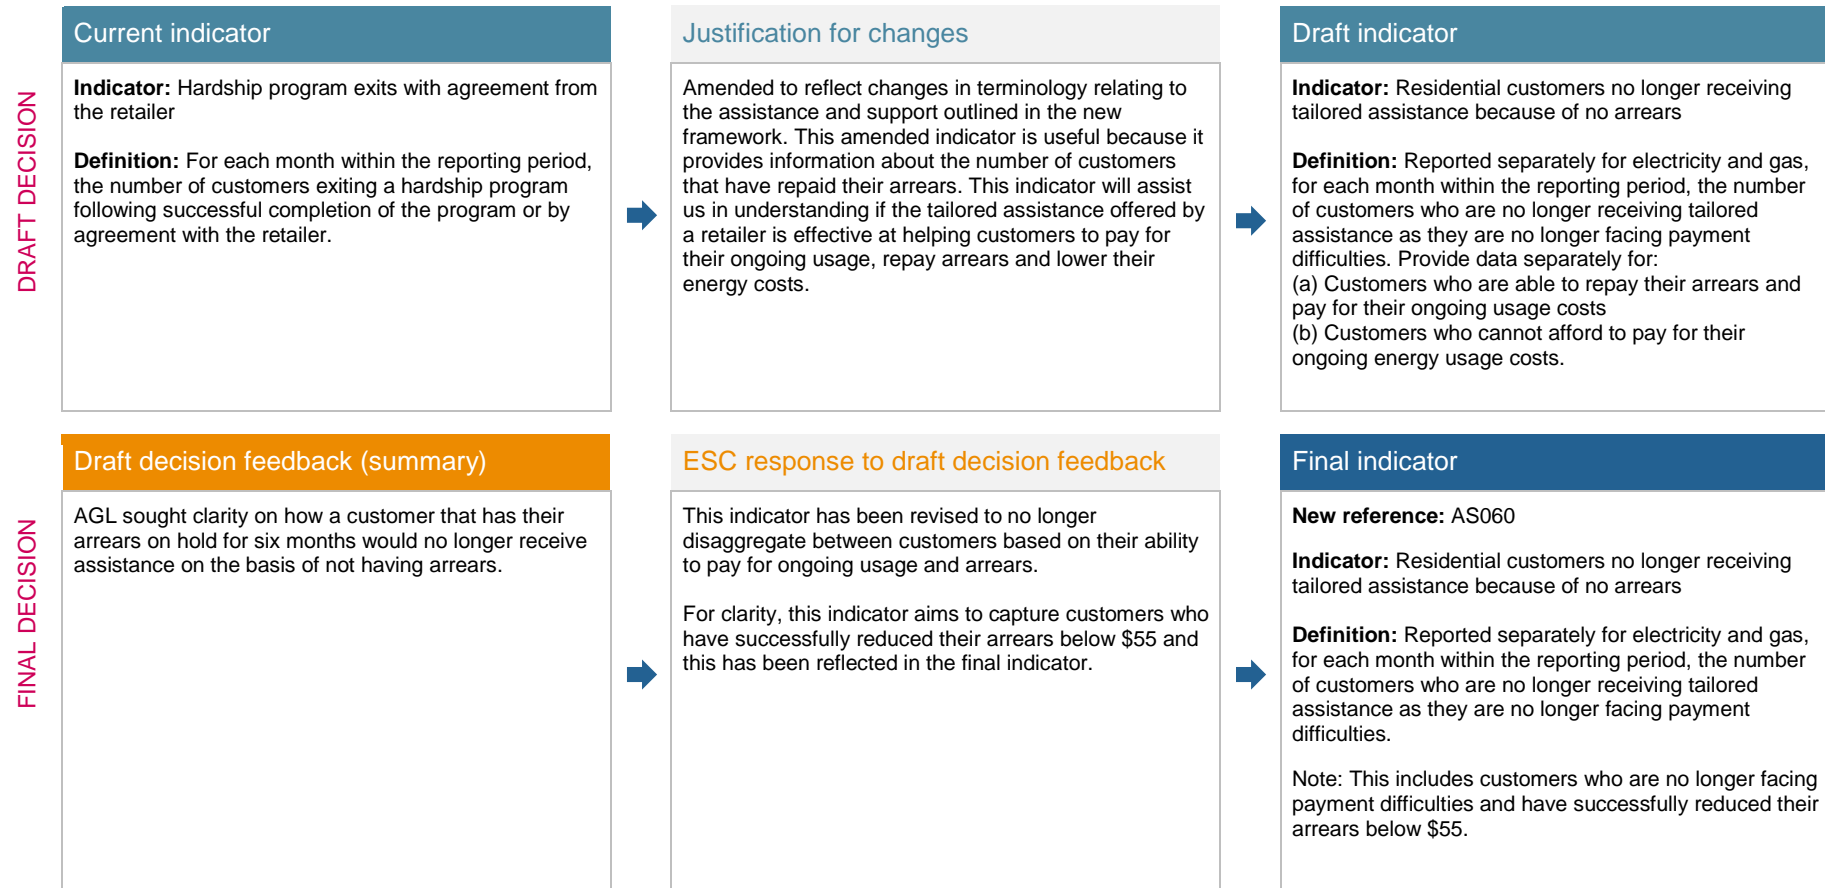 DRAFT DECISION
Current indicator
Indicator: Hardship program exits with agreement from
the retailer
Definition: For each month within the reporting period,
the number of customers exiting a hardship program
following successful completion of the program or by
agreement with the retailer.
Justification for changes
Amended to reflect changes in terminology relating to
the assistance and support outlined in the new
framework. This amended indicator is useful because it
provides information about the number of customers
that have repaid their arrears. This indicator will assist
us in understanding if the tailored assistance offered by
a retailer is effective at helping customers to pay for
their ongoing usage, repay arrears and lower their
energy costs.
Draft indicator
Indicator: Residential customers no longer receiving
tailored assistance because of no arrears
Definition: Reported separately for electricity and gas,
for each month within the reporting period, the number
of customers who are no longer receiving tailored
assistance as they are no longer facing payment
difficulties. Provide data separately for:
(a) Customers who are able to repay their arrears and
pay for their ongoing usage costs
(b) Customers who cannot afford to pay for their
ongoing energy usage costs.
FINAL DECISION
Draft decision feedback (summary)
AGL sought clarity on how a customer that has their
arrears on hold for six months would no longer receive
assistance on the basis of not having arrears.
ESC response to draft decision feedback
This indicator has been revised to no longer
disaggregate between customers based on their ability
to pay for ongoing usage and arrears.
For clarity, this indicator aims to capture customers who
have successfully reduced their arrears below $55 and
this has been reflected in the final indicator.
Final indicator
New reference: AS060
Indicator: Residential customers no longer receiving
tailored assistance because of no arrears
Definition: Reported separately for electricity and gas,
for each month within the reporting period, the number
of customers who are no longer receiving tailored
assistance as they are no longer facing payment
difficulties.
Note: This includes customers who are no longer facing
payment difficulties and have successfully reduced their
arrears below $55.